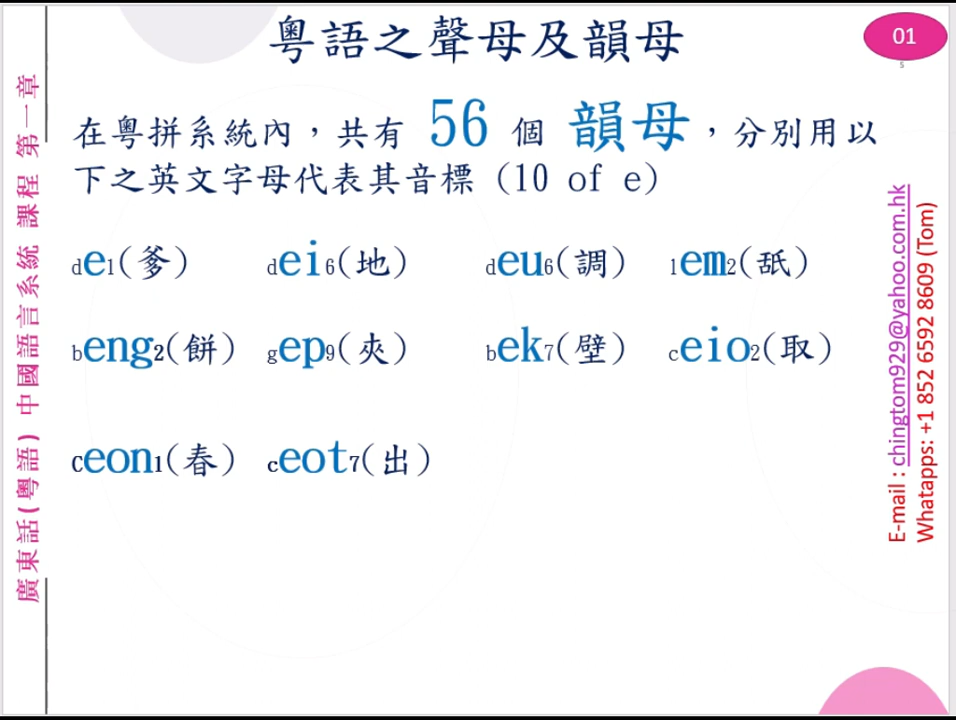 粵語之聲母及韻母
01
5
在粵拼系統內，共有 56 個 韻母，分別用以
下之英文字母代表其音標 (10 of e)
de1(爹) dei6(地) deu6(調) lem2(舐)
beng2(餅) gep9(夾) bek7(壁) ceio2(取)
ceon1(春) ceot7(出)
廣東話(粵語) 中國語言系統 課程 第一章
E-mail : chingtom929@yahoo.com.hk
Whatapps: +1 852 6592 8609 (Tom)